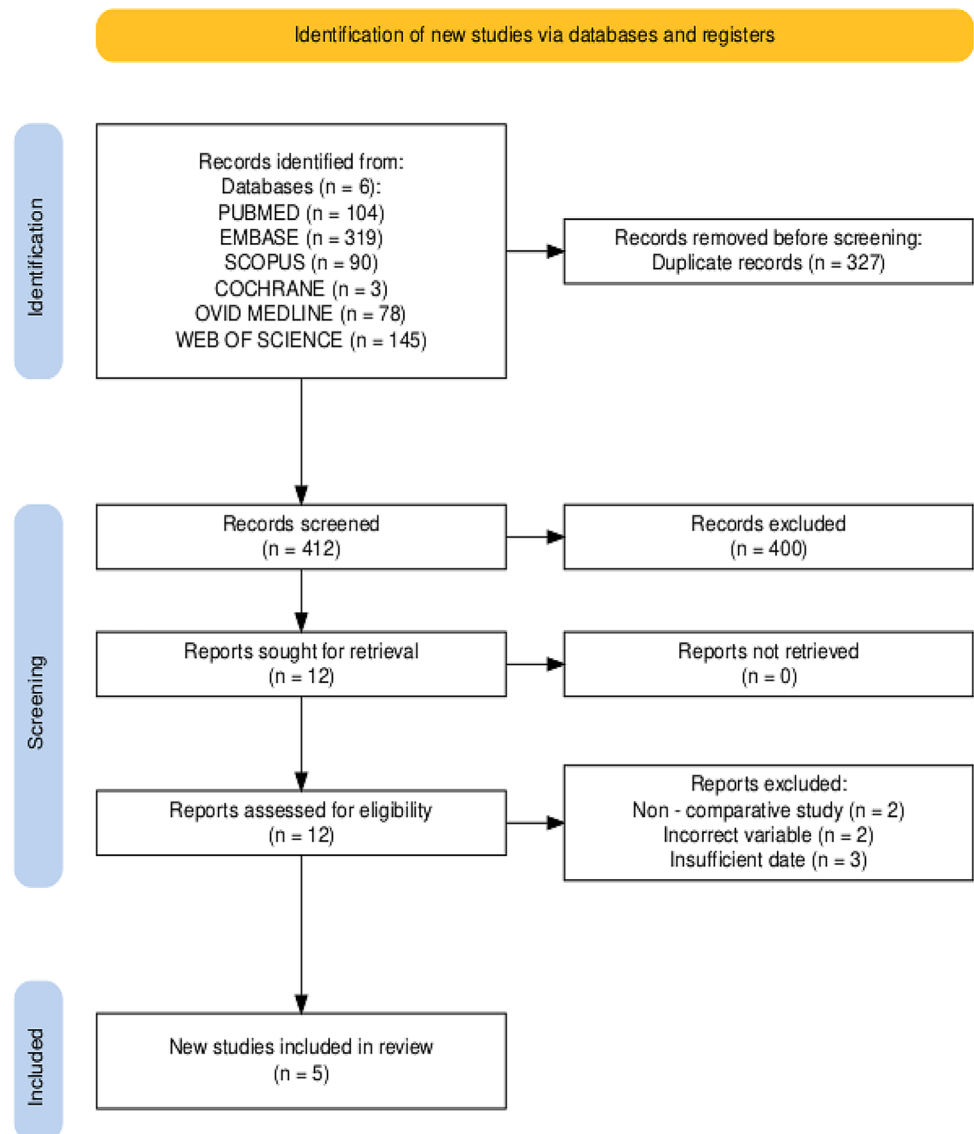 Identification of new studies via databases and registers
Identification
Records identified from:
Databases (n = 6):
PUBMED (n = 104)
EMBASE (n = 319)
SCOPUS (n = 90)
COCHRANE (n = 3)
OVID MEDLINE (n = 78)
WEB OF SCIENCE (n = 145)
Records removed before screening:
Duplicate records (n = 327)
Screening
Records screened
(n = 412)
Records excluded
(n = 400)
Reports sought for retrieval
(n = 12)
Reports not retrieved
(n = 0)
Reports assessed for eligibility
(n = 12)
Reports excluded:
Non - comparative study (n = 2)
Incorrect variable (n = 2)
Insufficient date (n = 3)
Included
New studies included in review
(n = 5)